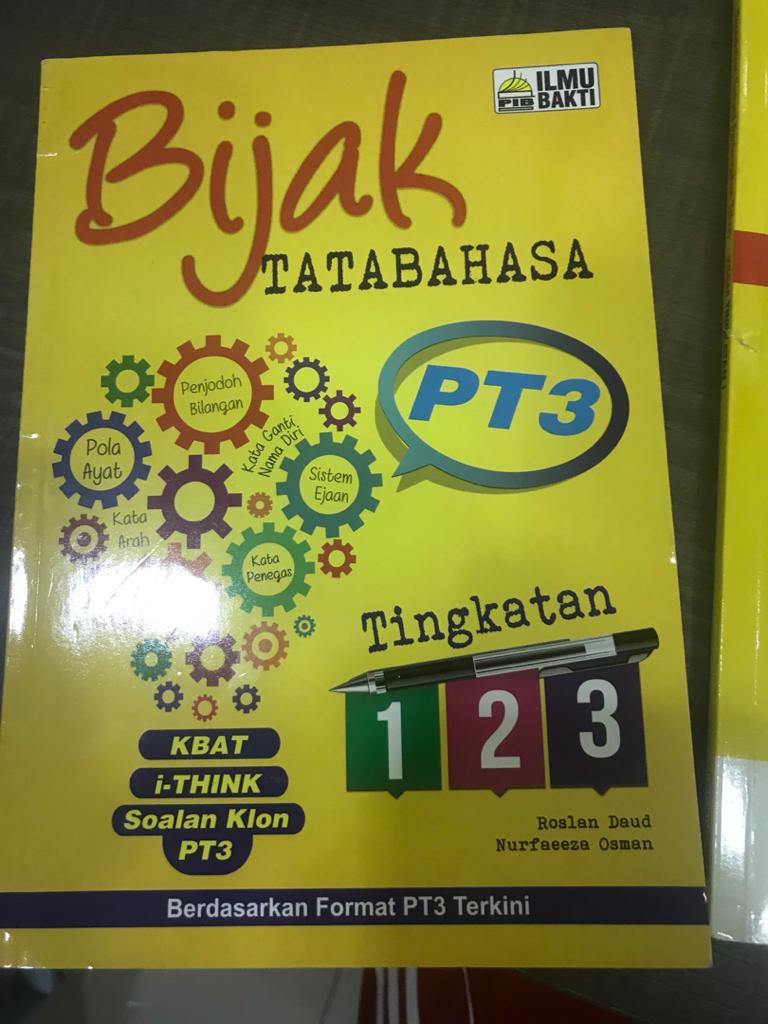 Bijak
TATABAHASA
PIB
ILMU
BAKTI
PT3
Penjodoh
Bilangan
Pola
Ayat
Kata Ganti
Nama Diri
Sistem
Ejaan
Kata
Arah
Kata
Penegas
Tingkatan
1 2 3
KBAT
i-THINK
Soalan Klon
PT3
Roslan Daud
Nurfaeeza Osman
Berdasarkan Format PT3 Terkini